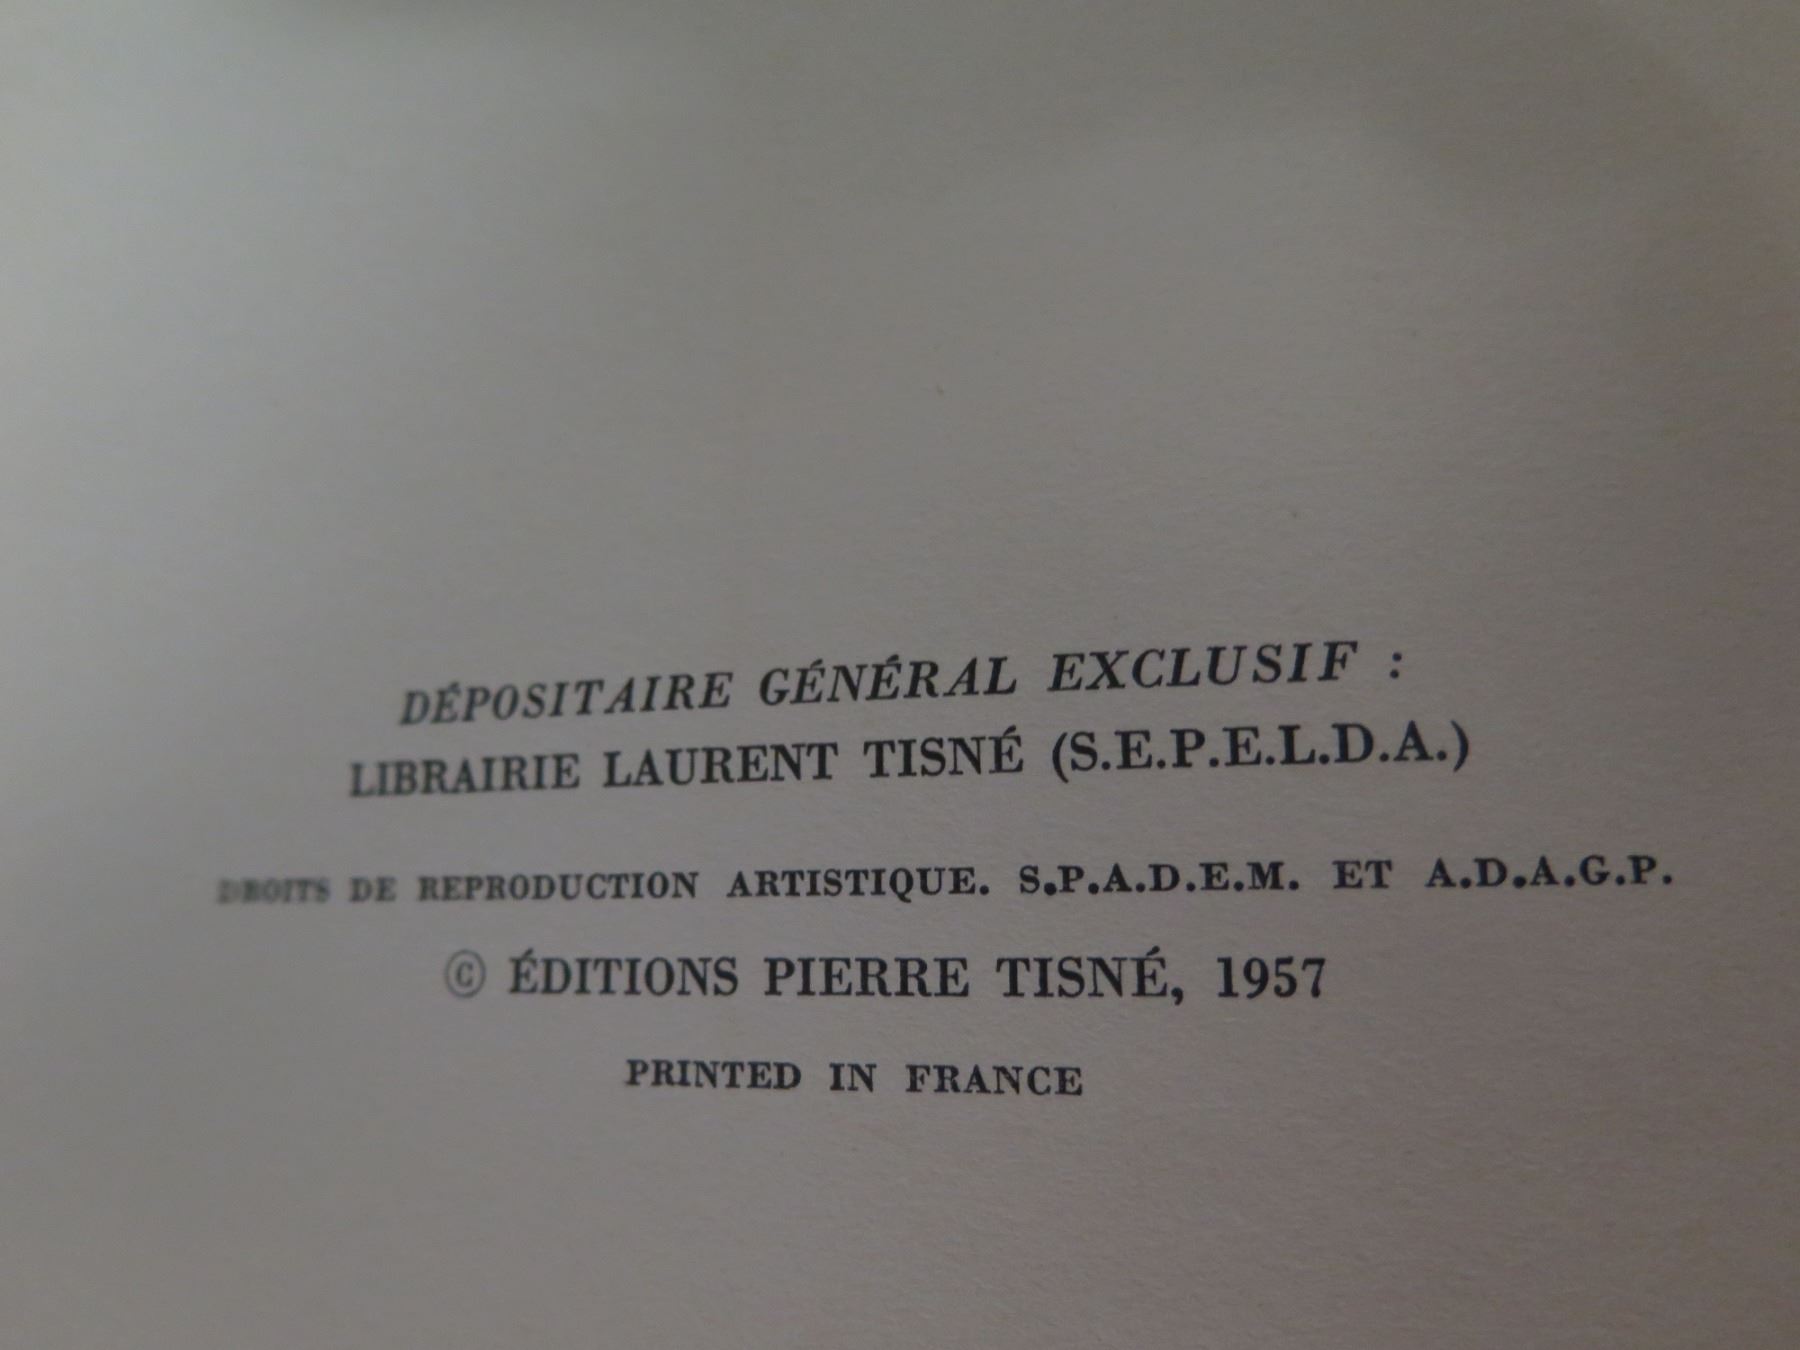 DÉPOSITAIRE GÉNÉRAL EXCLUSIF :
LIBRAIRIE LAURENT TISNÉ (S.E.P.E.L.D.A.)
DROITS DE REPRODUCTION ARTISTIQUE. S.P.A.D.E.M. ET A.D.A.G.P.
© ÉDITIONS PIERRE TISNÉ, 1957
PRINTED IN FRANCE